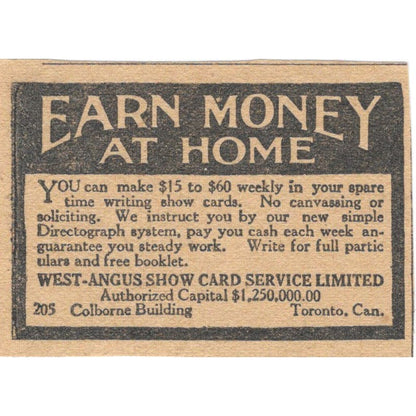 EARN MONEY
AT HOME
YOU can make $15 to $60 weekly in your spare
time writing show cards. No canvassing or
soliciting. We instruct you by our new simple
Directograph system, pay you cash each week an-
guarantee you steady work. Write for full partic
ulars and free booklet.
WEST-ANGUS SHOW CARD SERVICE LIMITED
Authorized Capital $1,250,000.00
205 Colborne Building Toronto, Can.